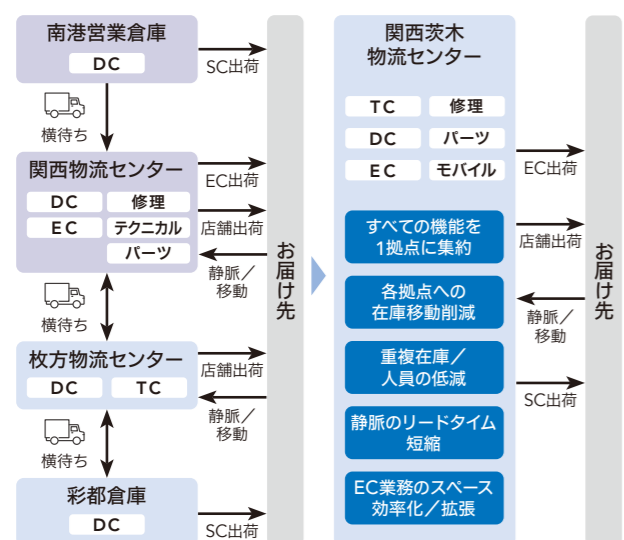 南港営業倉庫
DC
SC出荷
横待ち
関西物流センター
DC
修理
EC
テクニカル
パーツ
EC出荷
店舗出荷
静脈／
移動
横待ち
枚方物流センター
DC
TC
店舗出荷
静脈／
移動
横待ち
彩都倉庫
DC
SC出荷
お届け先
関西茨木
物流センター
TC
修理
DC
パーツ
EC
モバイル
すべての機能を
1拠点に集約
各拠点への
在庫移動削減
重複在庫／
人員の低減
静脈のリードタイム
短縮
EC業務のスペース
効率化／拡張
EC出荷
店舗出荷
静脈／
移動
SC出荷
お届け先